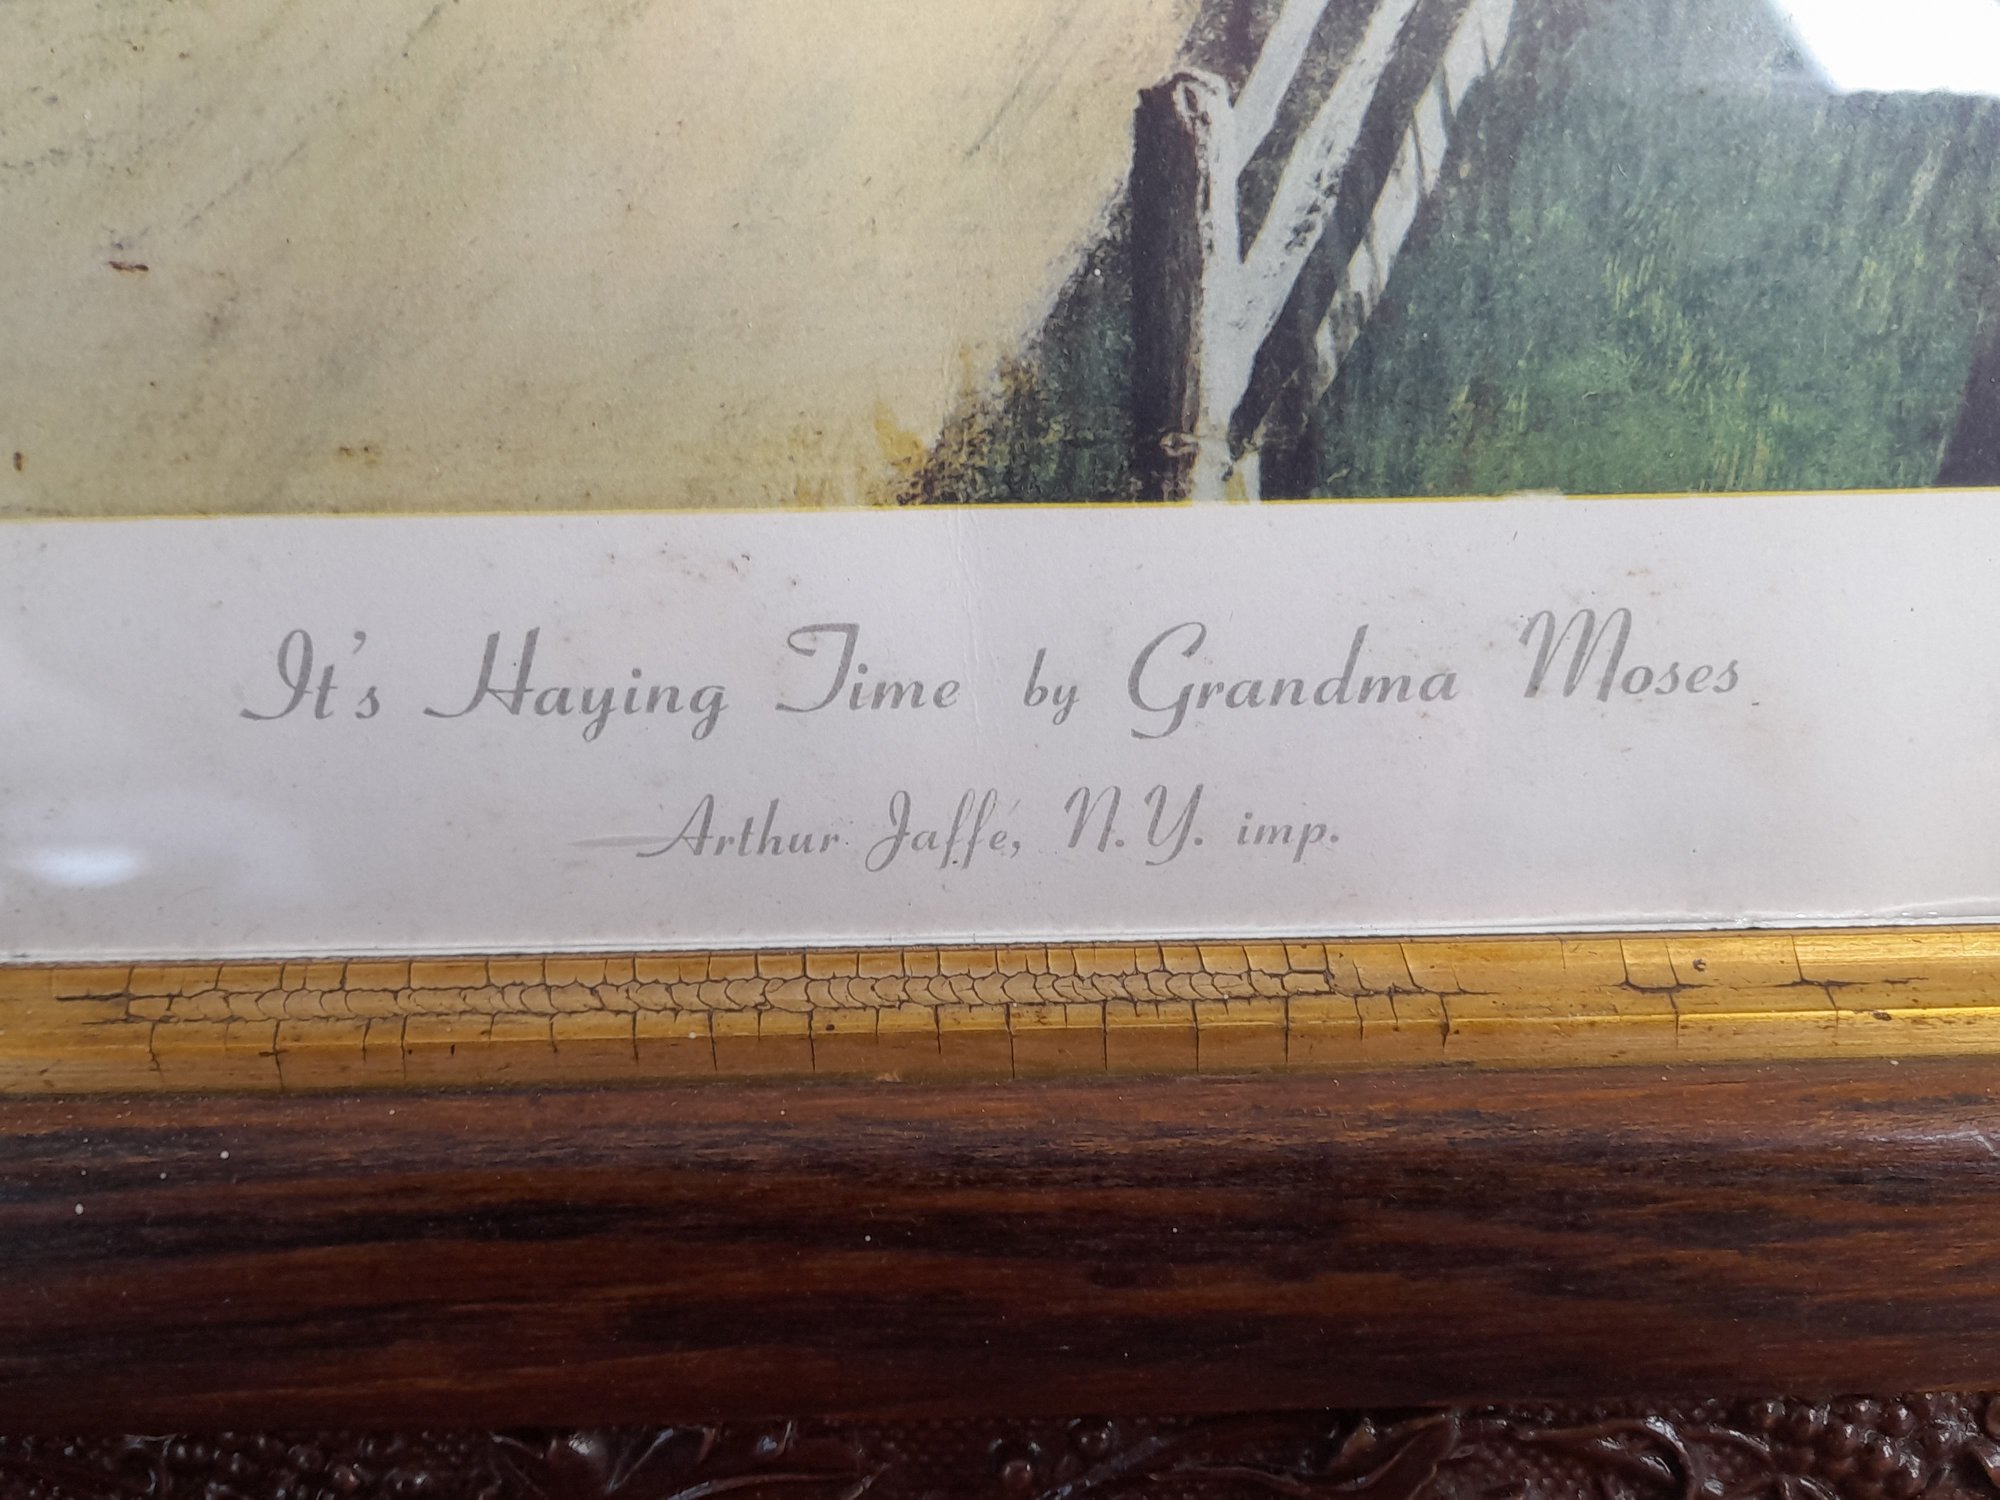 It's Haying Time by Grandma Moses
Arthur Jaffé, N.Y. imp.